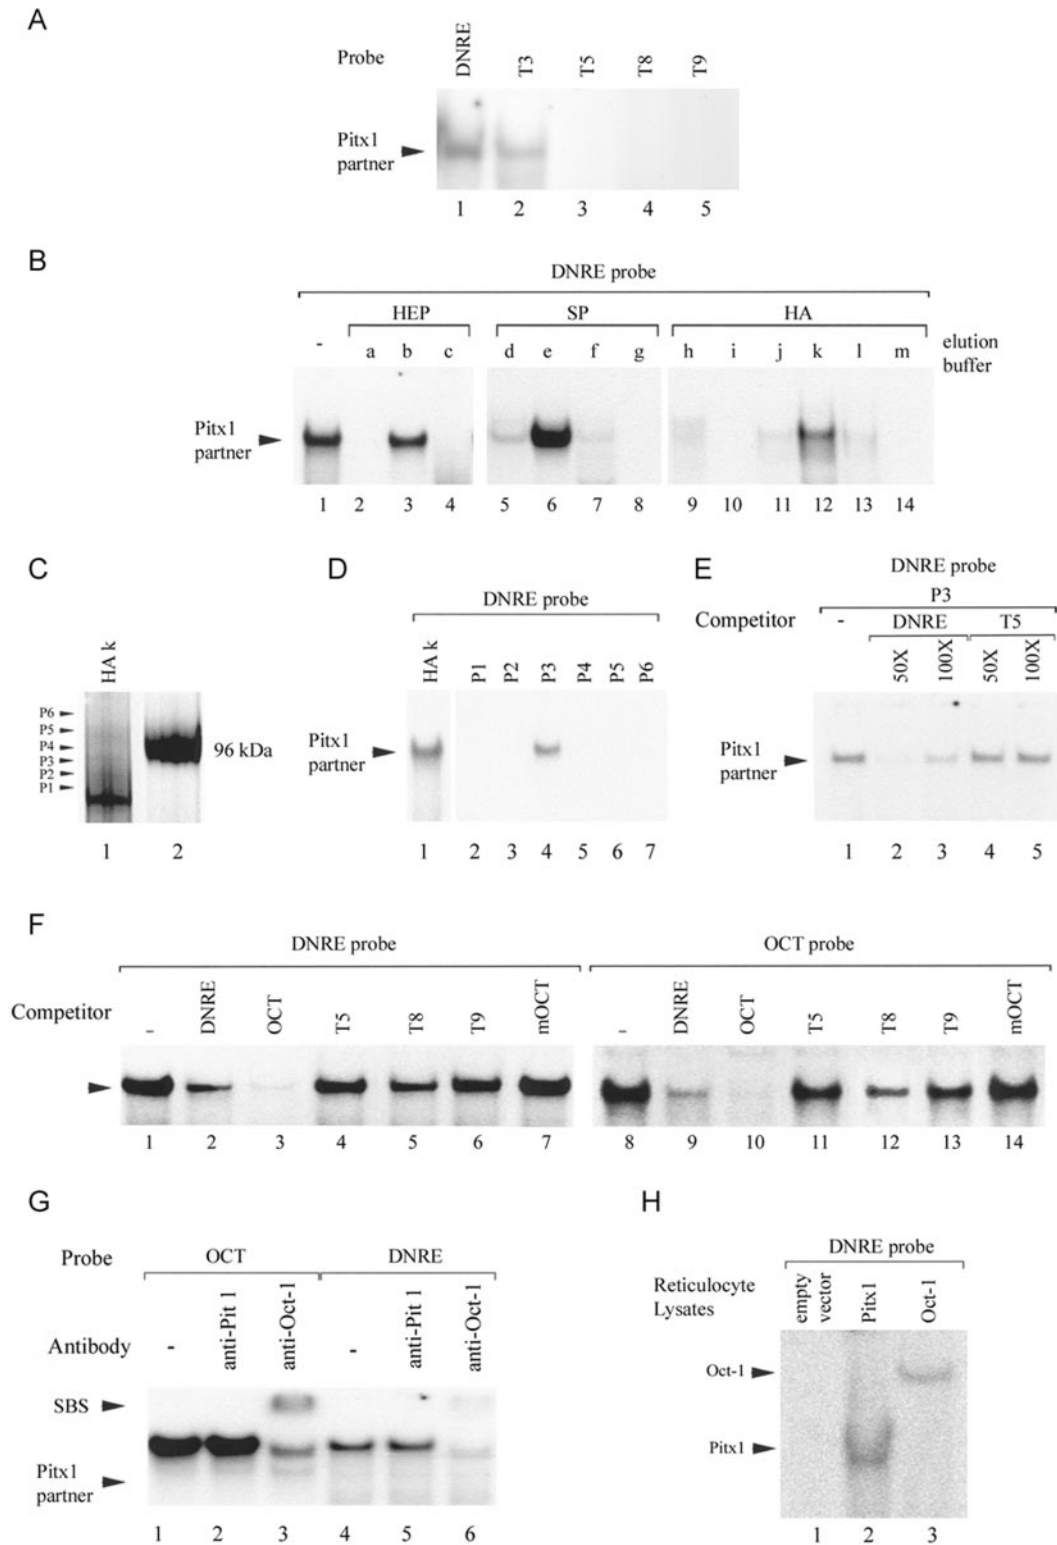 A
Probe
DNRE
T3
T5
T8
T9
Pitx1
partner
1 2 3 4 5
B
DNRE probe
HEP SP HA
- a b c d e f g h i j k l m
elution
buffer
Pitx1
partner
1 2 3 4 5 6 7 8 9 10 11 12 13 14
C
HA k
P6
P5
P4
P3
P2
P1
96 kDa
1 2
D
DNRE probe
HA k
P1
P2
P3
P4
P5
P6
Pitx1
partner
1 2 3 4 5 6 7
E
DNRE probe
P3
Competitor - DNRE T5
50X
100X
50X
100X
Pitx1
partner
1 2 3 4 5
F
DNRE probe OCT probe
Competitor
-
DNRE
OCT
T5
T8
T9
mOCT
-
DNRE
OCT
T5
T8
T9
mOCT
1 2 3 4 5 6 7 8 9 10 11 12 13 14
G
Probe OCT DNRE
Antibody
-
anti-Pit 1
anti-Oct-1
-
anti-Pit 1
anti-Oct-1
SBS
Pitx1
partner
1 2 3 4 5 6
H
DNRE probe
Reticulocyte
Lysates
empty
vector
Pitx1
Oct-1
Oct-1
Pitx1
1 2 3